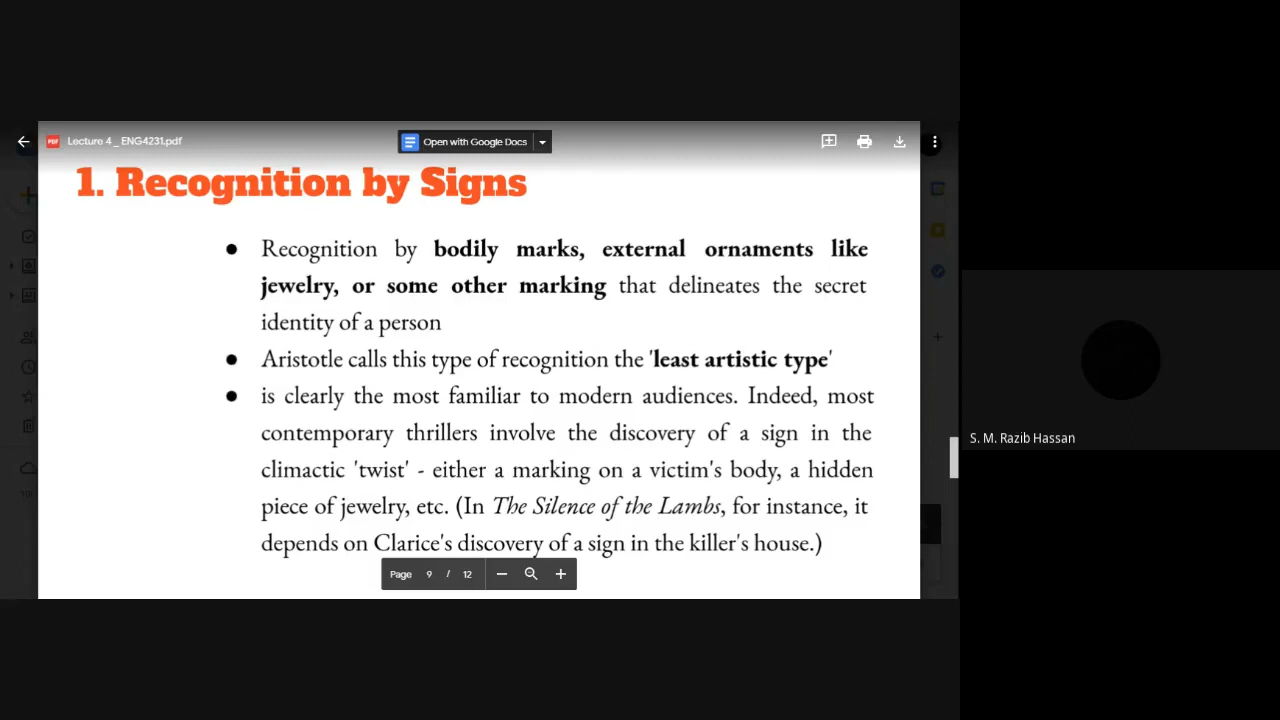 Lecture 4 _ ENG4231.pdf
Open with Google Docs
1. Recognition by Signs
● Recognition by bodily marks, external ornaments like
jewelry, or some other marking that delineates the secret
identity of a person
● Aristotle calls this type of recognition the 'least artistic type'
● is clearly the most familiar to modern audiences. Indeed, most
contemporary thrillers involve the discovery of a sign in the
climactic 'twist' - either a marking on a victim's body, a hidden
piece of jewelry, etc. (In The Silence of the Lambs, for instance, it
depends on Clarice's discovery of a sign in the killer's house.)
Page 9 / 12
S. M. Razib Hassan